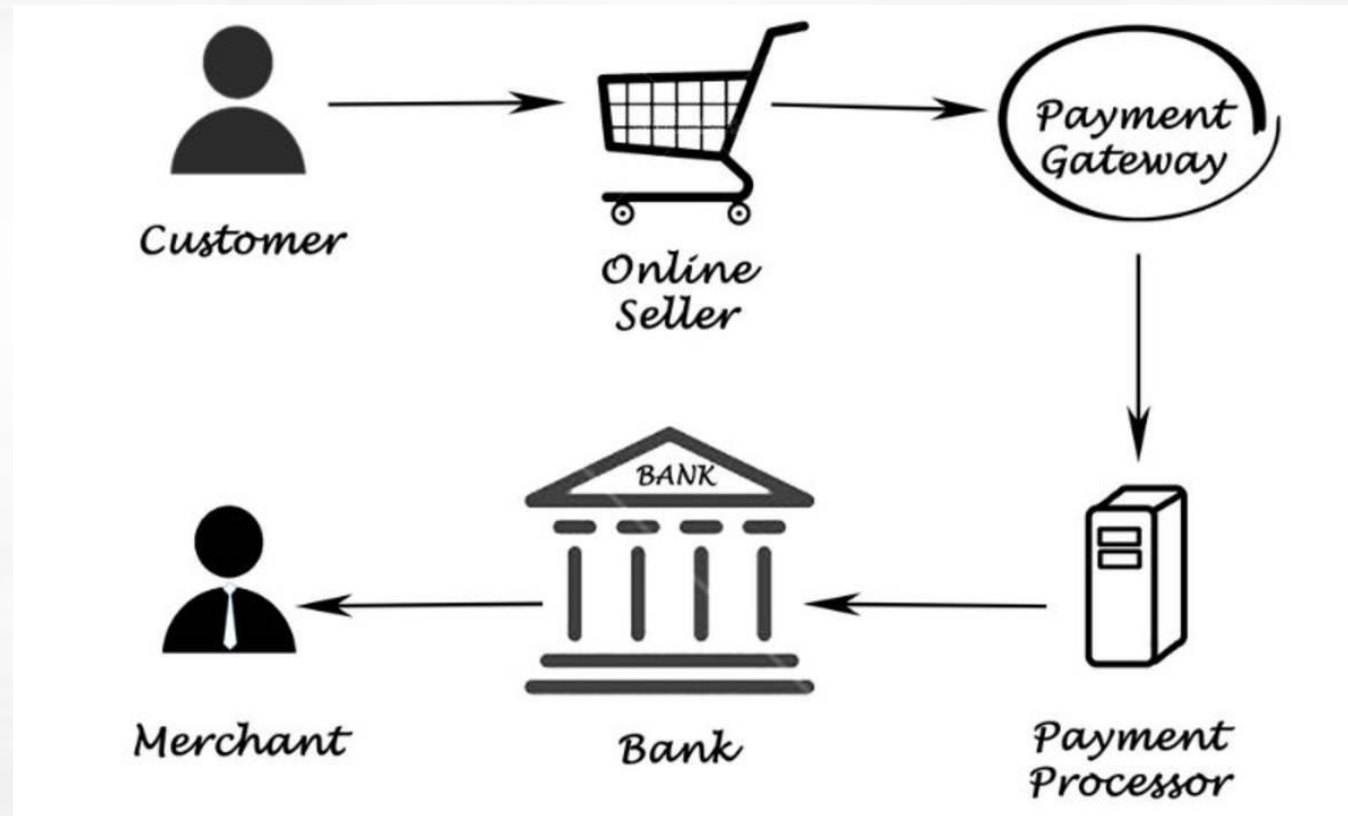 Payment
Gateway
Customer
Online
Seller
BANK
Merchant
Bank
Payment
Processor